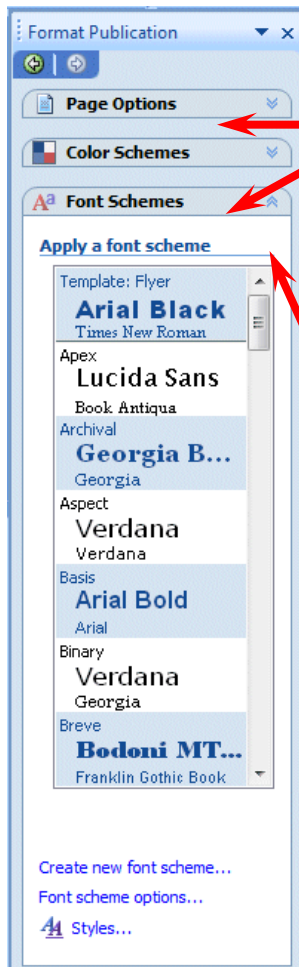 Format Publication
Page Options
Color Schemes
Font Schemes
Apply a font scheme
Template: Flyer
Arial Black
Times New Roman
Apex
Lucida Sans
Book Antiqua
Archival
Georgia B...
Georgia
Aspect
Verdana
Verdana
Basis
Arial Bold
Arial
Binary
Verdana
Georgia
Breve
Bodoni MT...
Franklin Gothic Book
Create new font scheme...
Font scheme options...
Styles...